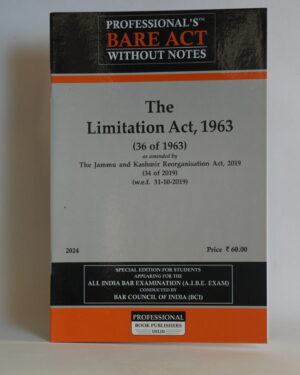 PROFESSIONAL'S™
BARE ACT
WITHOUT NOTES
The
Limitation Act, 1963
(36 of 1963)
as amended by
The Jammu and Kashmir Reorganisation Act, 2019
(34 of 2019)
(w.e.f. 31-10-2019)
2024 Price ₹ 60.00
SPECIAL EDITION FOR STUDENTS
APPEARING FOR THE
ALL INDIA BAR EXAMINATION (A.I.B.E. EXAM)
CONDUCTED BY
BAR COUNCIL OF INDIA (BCI)
PROFESSIONAL
BOOK PUBLISHERS
DELHI